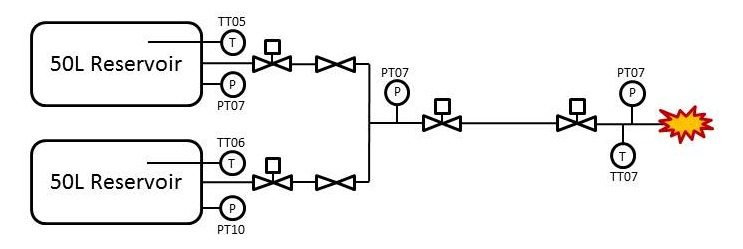 TT05
T
50L Reservoir
P
PT07
PT07
P
PT07
P
T
TT07
TT06
T
50L Reservoir
P
PT10